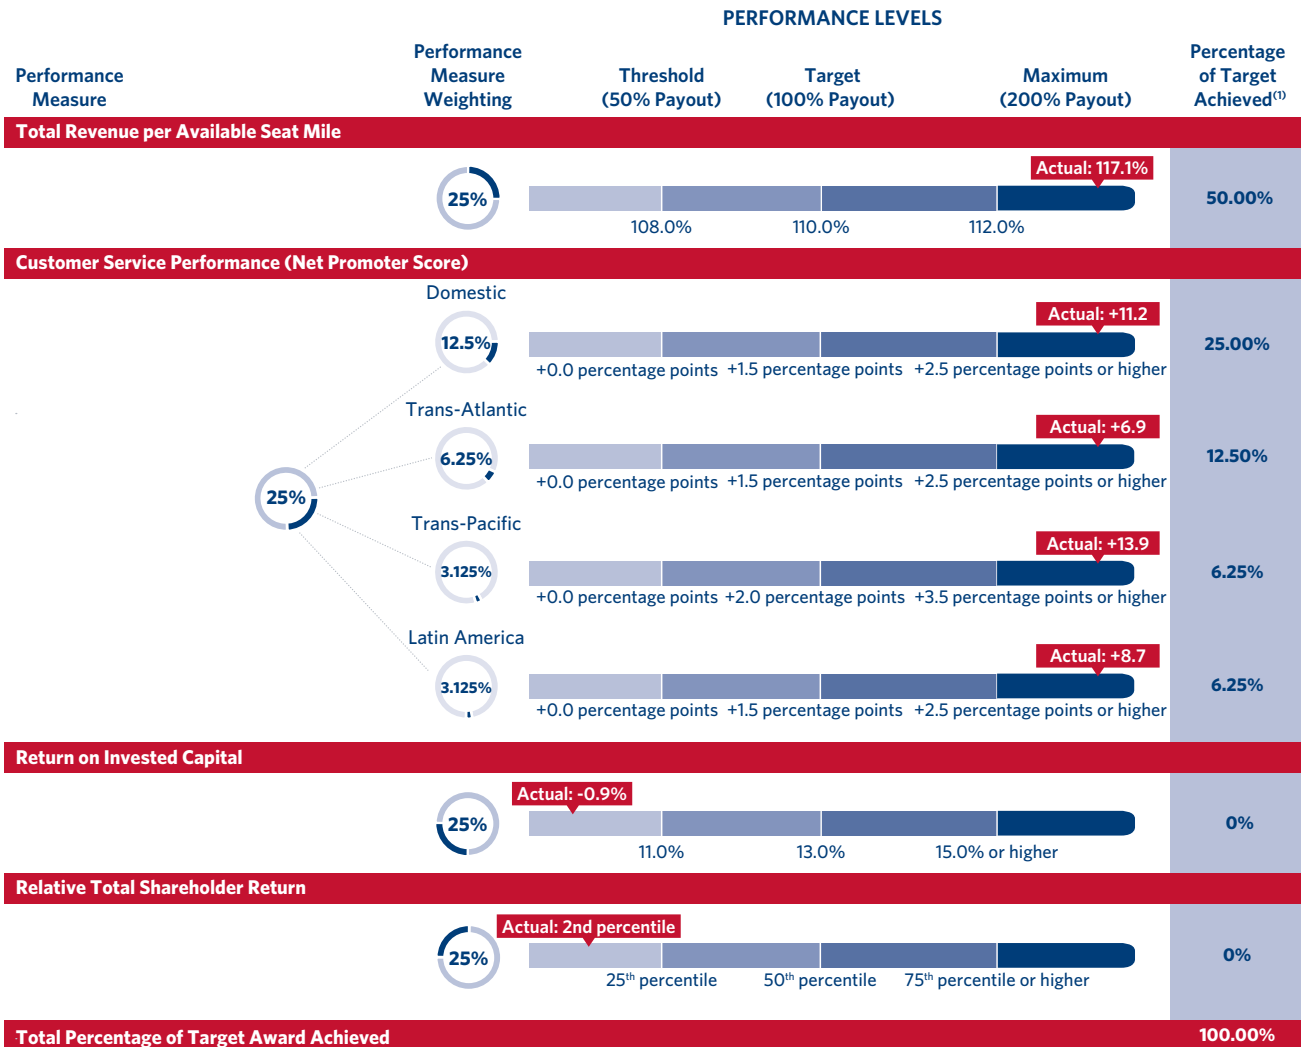 PERFORMANCE LEVELS
Performance Measure
Performance Measure Weighting
Threshold (50% Payout)
Target (100% Payout)
Maximum (200% Payout)
Percentage of Target Achieved(1)
Total Revenue per Available Seat Mile
25%
Actual: 117.1%
108.0%
110.0%
112.0%
50.00%
Customer Service Performance (Net Promoter Score)
25%
Domestic
12.5%
Actual: +11.2
+0.0 percentage points
+1.5 percentage points
+2.5 percentage points or higher
25.00%
Trans-Atlantic
6.25%
Actual: +6.9
+0.0 percentage points
+1.5 percentage points
+2.5 percentage points or higher
12.50%
Trans-Pacific
3.125%
Actual: +13.9
+0.0 percentage points
+2.0 percentage points
+3.5 percentage points or higher
6.25%
Latin America
3.125%
Actual: +8.7
+0.0 percentage points
+1.5 percentage points
+2.5 percentage points or higher
6.25%
Return on Invested Capital
25%
Actual: -0.9%
11.0%
13.0%
15.0% or higher
0%
Relative Total Shareholder Return
25%
Actual: 2nd percentile
25th percentile
50th percentile
75th percentile or higher
0%
Total Percentage of Target Award Achieved
100.00%